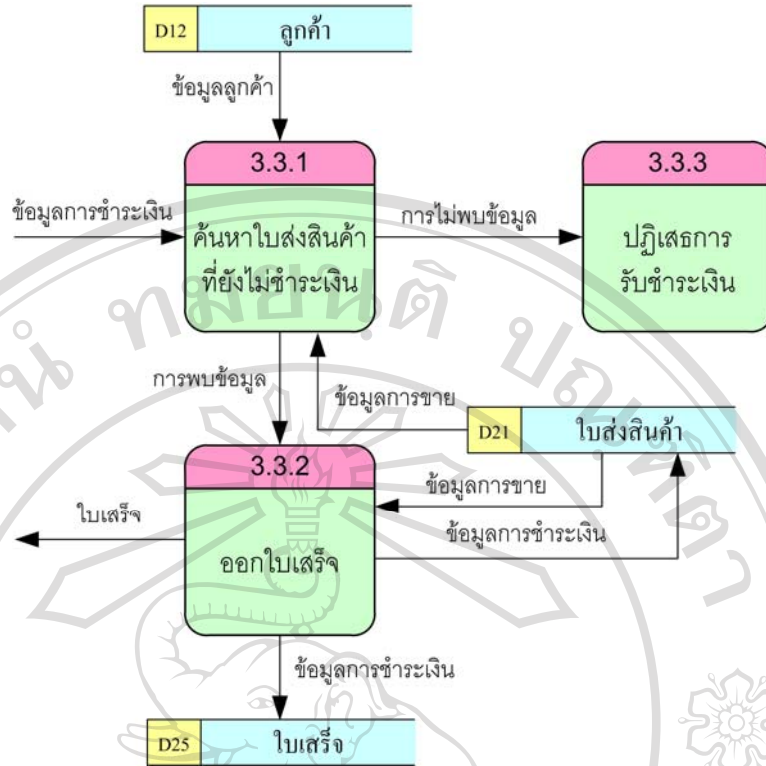 D12 ลูกค้า
ข้อมูลลูกค้า
3.3.1
ค้นหาใบส่งสินค้า
ที่ยังไม่ชำระเงิน
ข้อมูลการชำระเงิน
การไม่พบข้อมูล
3.3.3
ปฏิเสธการ
รับชำระเงิน
การพบข้อมูล
ข้อมูลการขาย
D21 ใบส่งสินค้า
3.3.2
ออกใบเสร็จ
ข้อมูลการขาย
ใบเสร็จ
ข้อมูลการชำระเงิน
ข้อมูลการชำระเงิน
D25 ใบเสร็จ